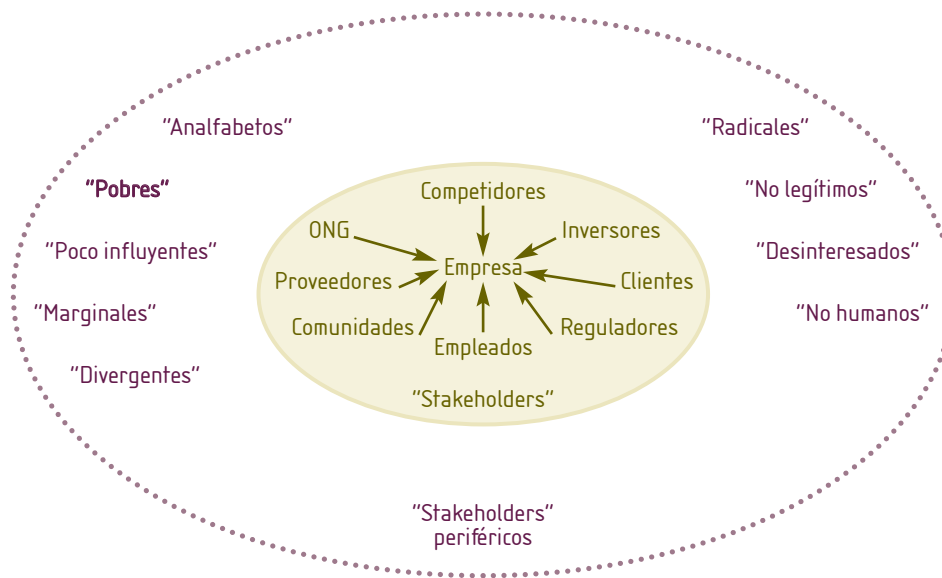 "Analfabetos"
"Radicales"
"Pobres"
Competidores
"No legítimos"
ONG
Inversores
"Poco influyentes"
"Desinteresados"
Empresa
Proveedores
Clientes
"Marginales"
"No humanos"
Comunidades
Reguladores
Empleados
"Divergentes"
"Stakeholders"
"Stakeholders"
periféricos